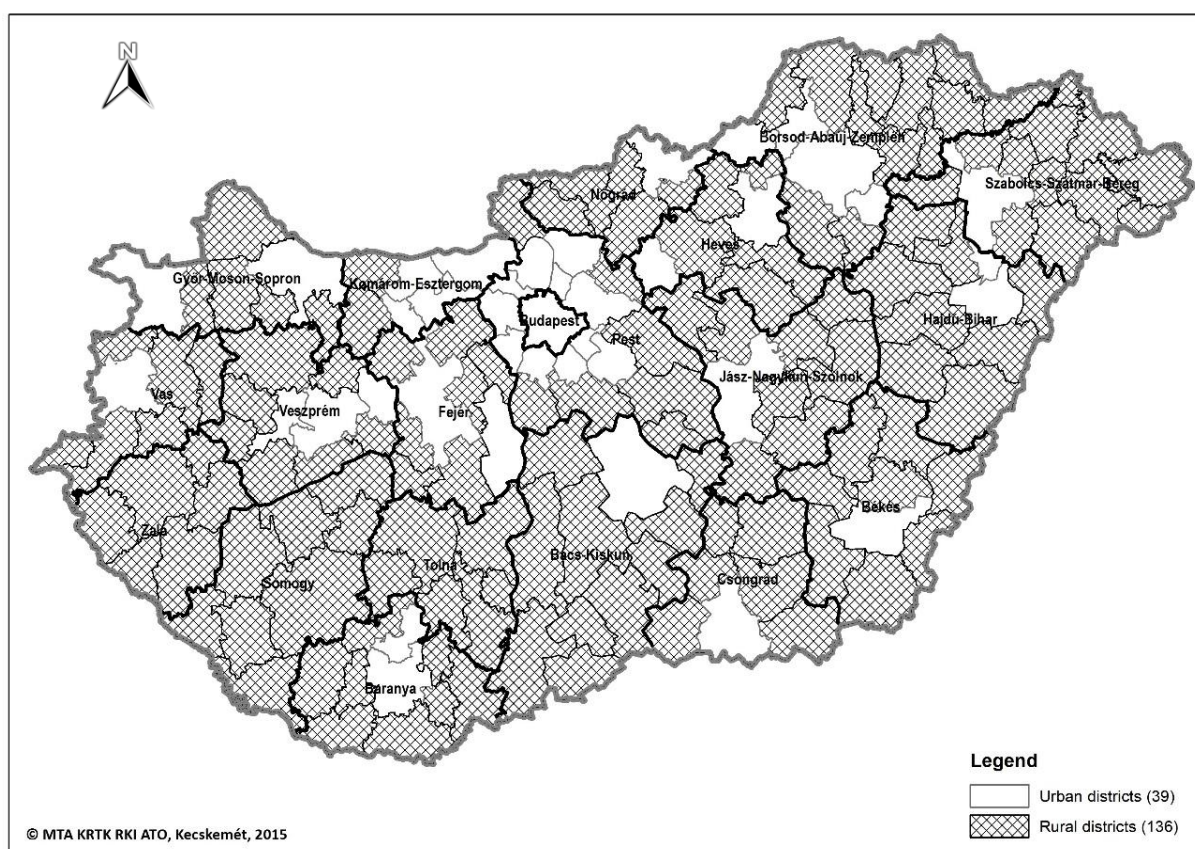 N
Borsod-Abaúj-Zemplén
Szabolcs-Szatmár-Bereg
Nógrád
Heves
Győr-Moson-Sopron
Komárom-Esztergom
Budapest
Pest
Hajdú-Bihar
Jász-Nagykun-Szolnok
Vas
Veszprém
Fejér
Békés
Zala
Somogy
Tolna
Bács-Kiskun
Csongrád
Baranya
Legend
Urban districts (39)
Rural districts (136)
© MTA KRTK RKI ATO, Kecskemét, 2015